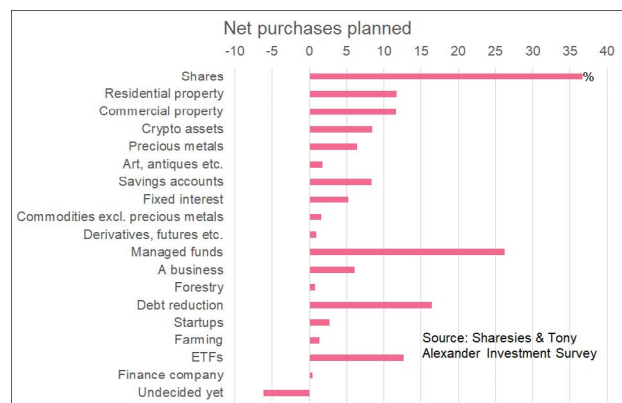 Net purchases planned
-10 -5 0 5 10 15 20 25 30 35 40
Shares
%
Residential property
Commercial property
Crypto assets
Precious metals
Art, antiques etc.
Savings accounts
Fixed interest
Commodities excl. precious metals
Derivatives, futures etc.
Managed funds
A business
Forestry
Debt reduction
Startups
Farming
ETFs
Finance company
Undecided yet
Source: Sharesies & Tony
Alexander Investment Survey